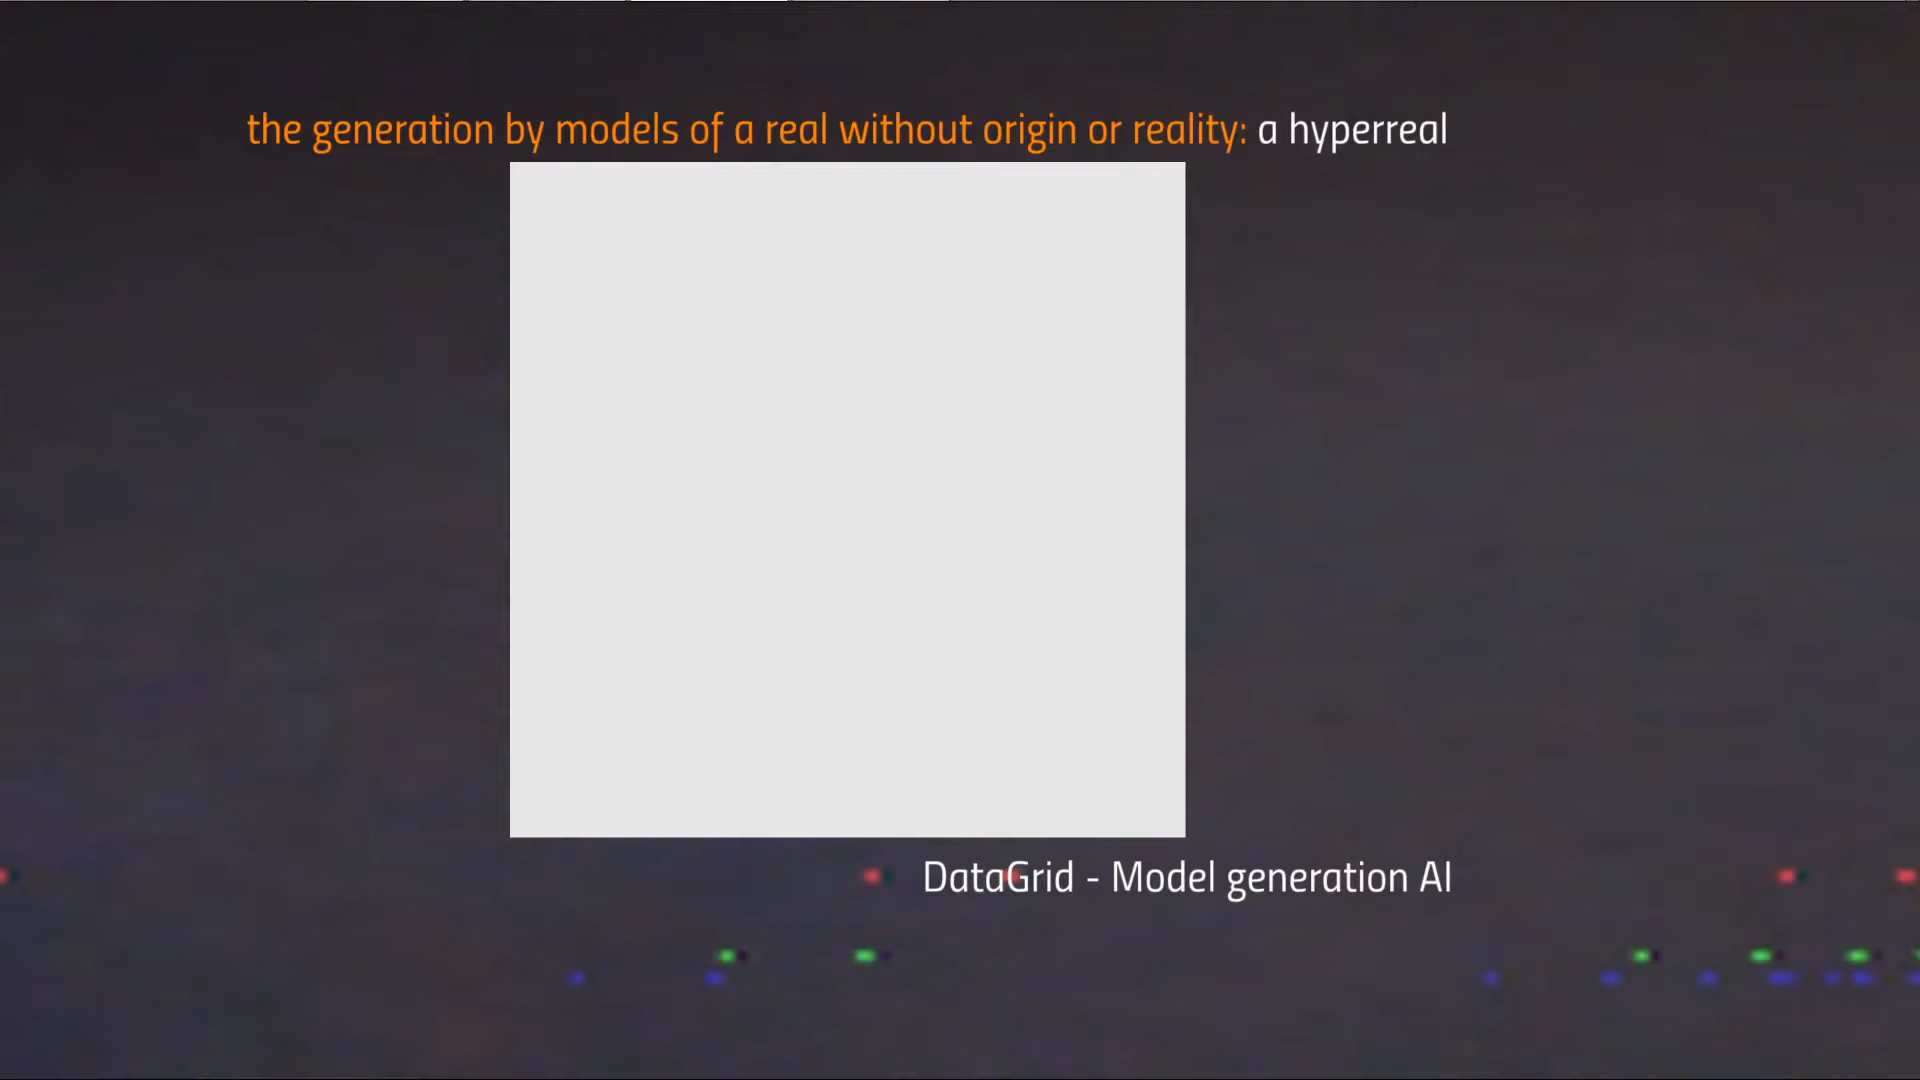 the generation by models of a real without origin or reality: a hyperreal
DataGrid - Model generation AI